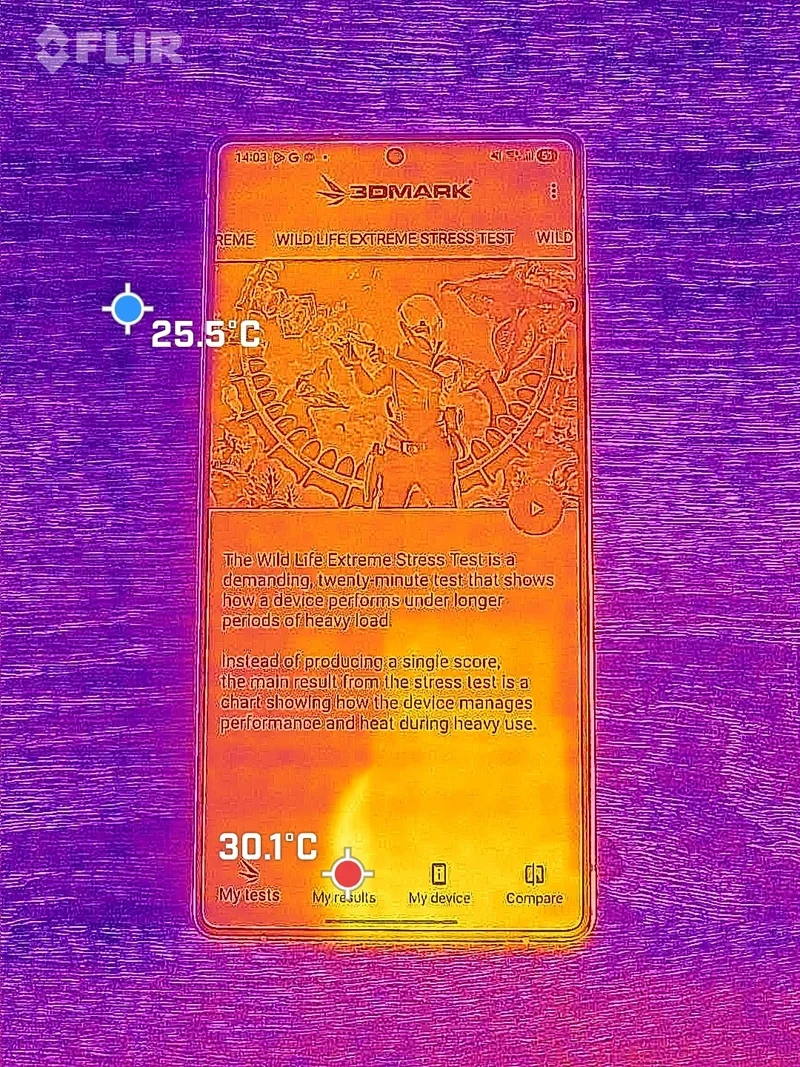 FLIR
14:03
3DMARK
REME WILD LIFE EXTREME STRESS TEST WILD
25.5°C
The Wild Life Extreme Stress Test is a
demanding, twenty-minute test that shows
how a device performs under longer
periods of heavy load.
Instead of producing a single score,
the main result from the stress test is a
chart showing how the device manages
performance and heat during heavy use.
30.1°C
My tests My results My device Compare